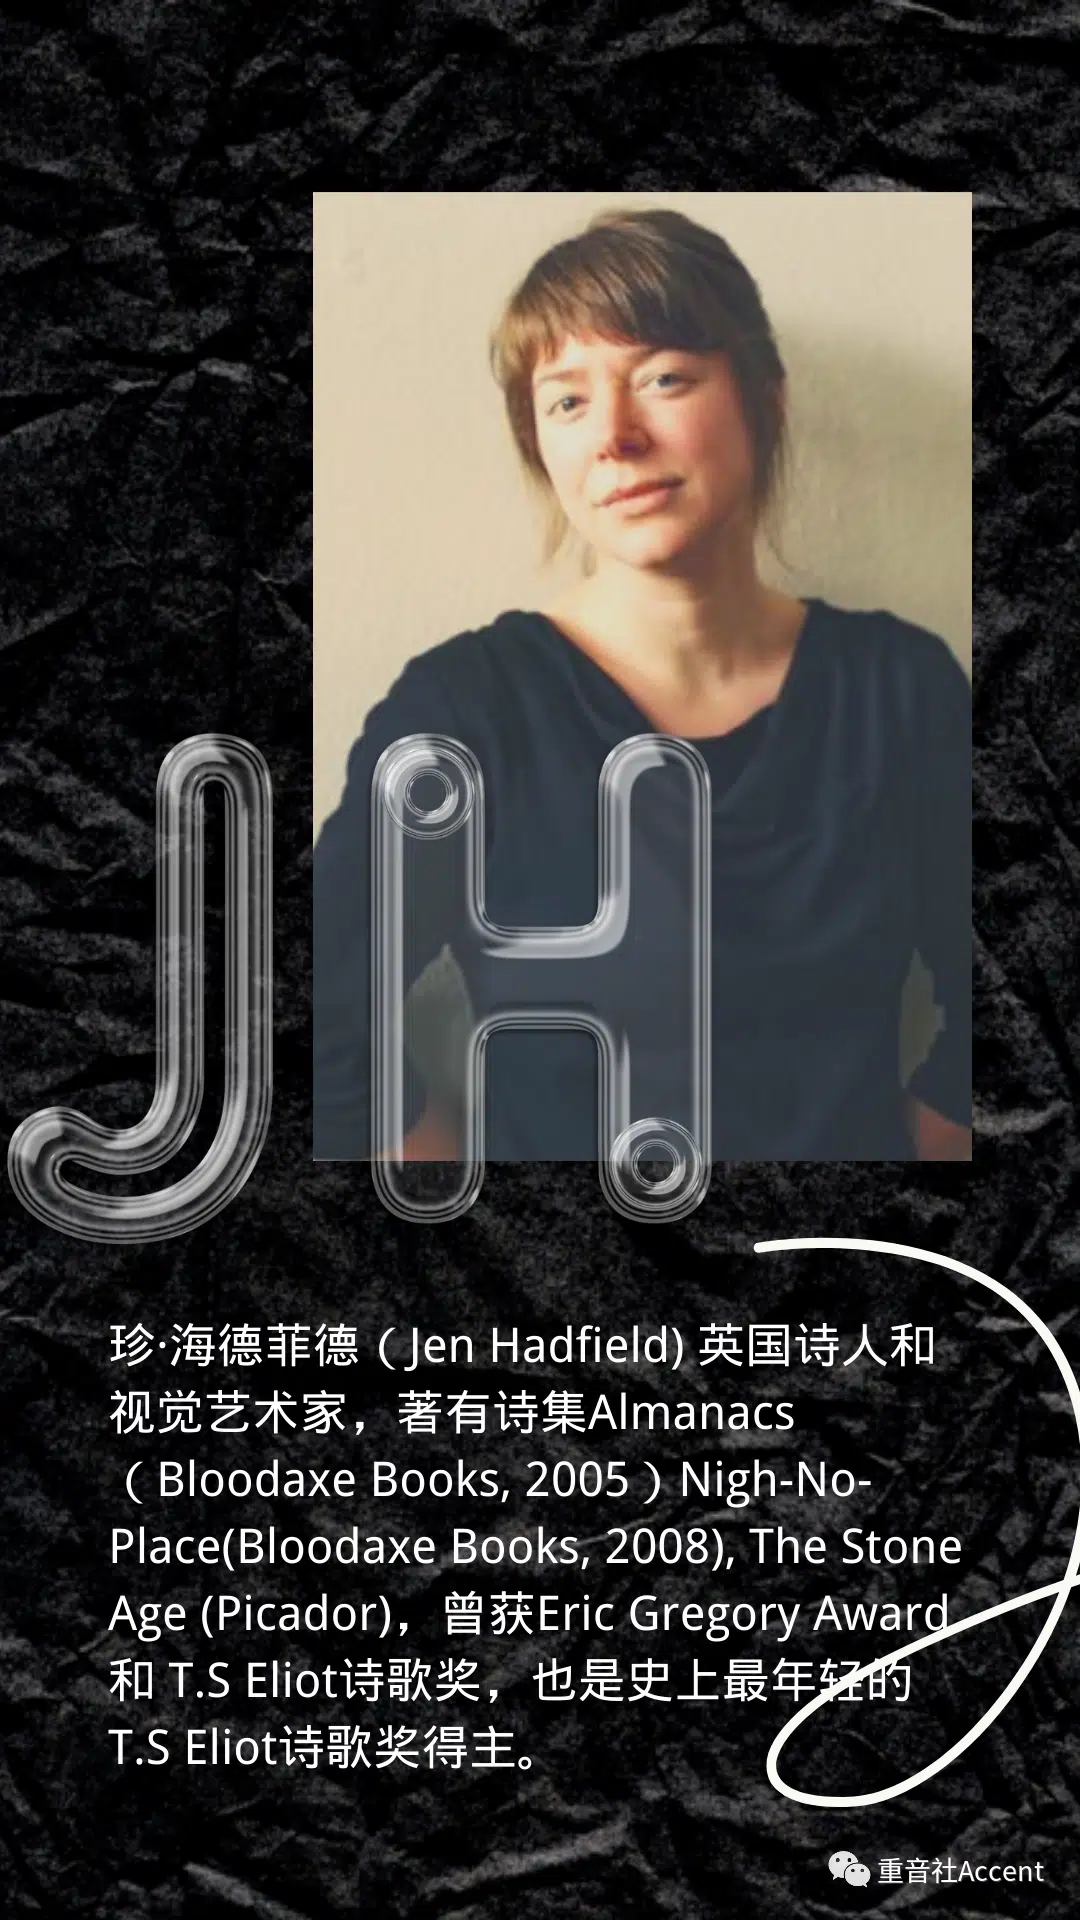 JH
珍·海德菲德（Jen Hadfield) 英国诗人和
视觉艺术家，著有诗集Almanacs
（Bloodaxe Books, 2005）Nigh-No-
Place(Bloodaxe Books, 2008), The Stone
Age (Picador)，曾获Eric Gregory Award
和 T.S Eliot诗歌奖，也是史上最年轻的
T.S Eliot诗歌奖得主。
重音社Accent